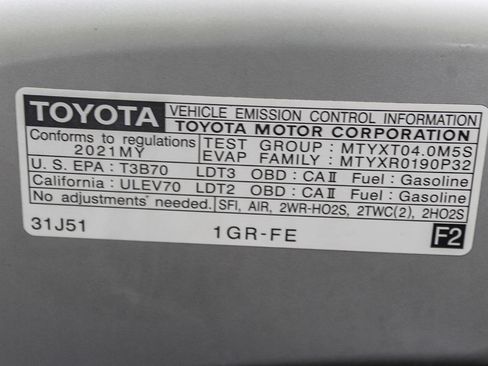 TOYOTA VEHICLE EMISSION CONTROL INFORMATION
TOYOTA MOTOR CORPORATION
Conforms to regulations
2021MY
TEST GROUP : MTYXT04.0M5S
EVAP FAMILY : MTYXR0190P32
U. S. EPA : T3B70 LDT3 OBD : CAⅡ Fuel : Gasoline
California : ULEV70 LDT2 OBD : CAⅡ Fuel : Gasoline
No adjustments needed. SFI, AIR, 2WR-HO2S, 2TWC(2), 2HO2S
31J51 1GR-FE F2